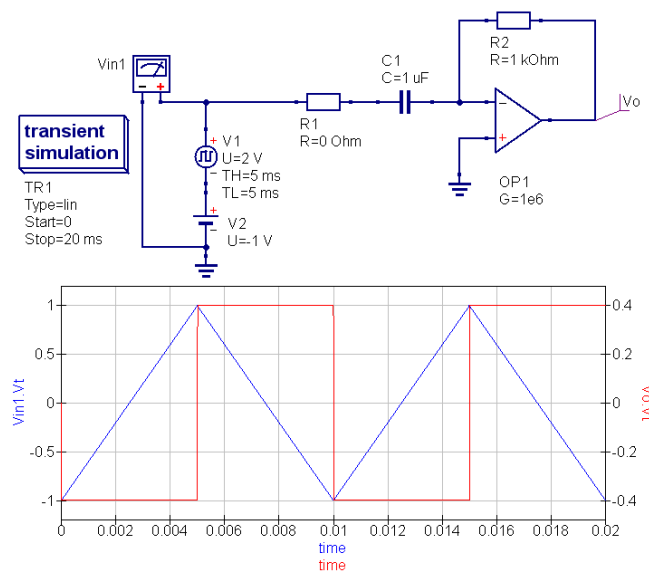 Vin1
- +
transient
simulation
TR1
Type=lin
Start=0
Stop=20 ms
+
V1
U=2 V
TH=5 ms
TL=5 ms
-
+
V2
U=-1 V
-
R1
R=0 Ohm
C1
C=1 uF
R2
R=1 kOhm
-
+
OP1
G=1e6
Vo
1
0.5
0
-0.5
-1
Vin1.Vt
0.4
0.2
0
-0.2
-0.4
Vo.Vt
0 0.002 0.004 0.006 0.008 0.01 0.012 0.014 0.016 0.018 0.02
time
time